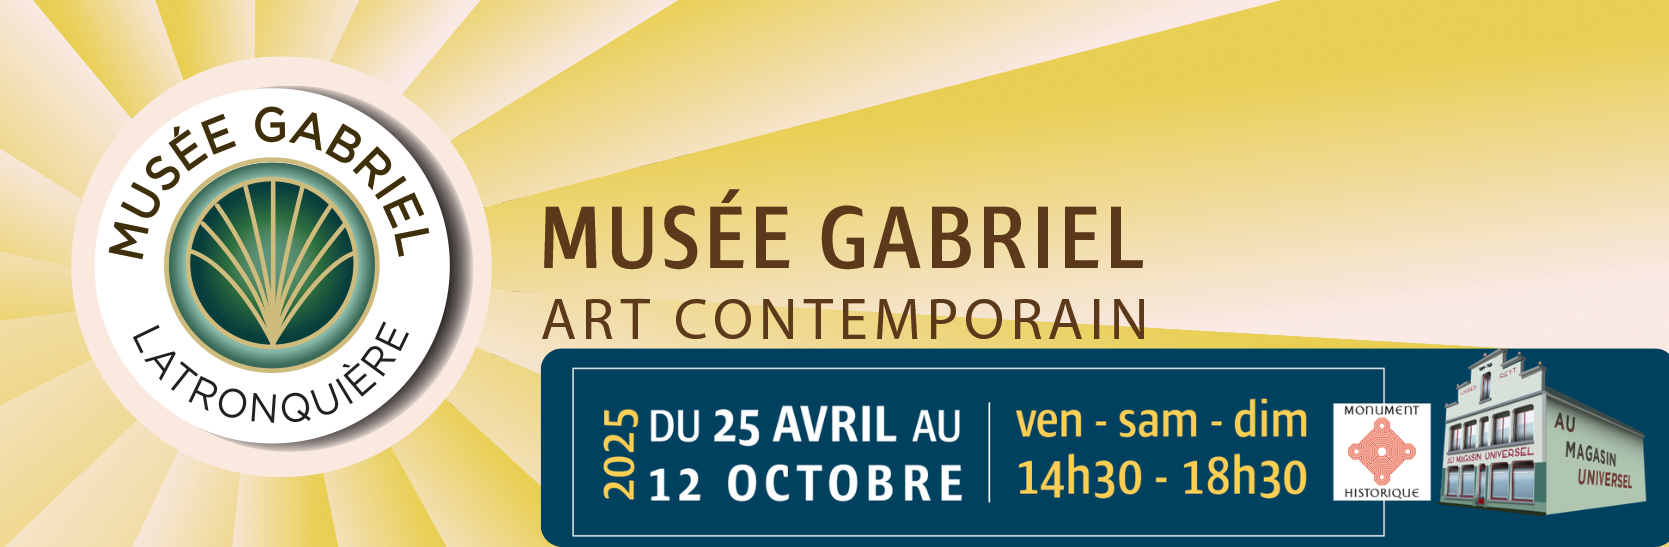 MUSÉE GABRIEL
LATRONQUIÈRE
MUSÉE GABRIEL
ART CONTEMPORAIN
2025
DU 25 AVRIL AU
12 OCTOBRE
ven - sam - dim
14h30 - 18h30
MONUMENT
HISTORIQUE
AU MAGASIN UNIVERSEL
AU
MAGASIN
UNIVERSEL